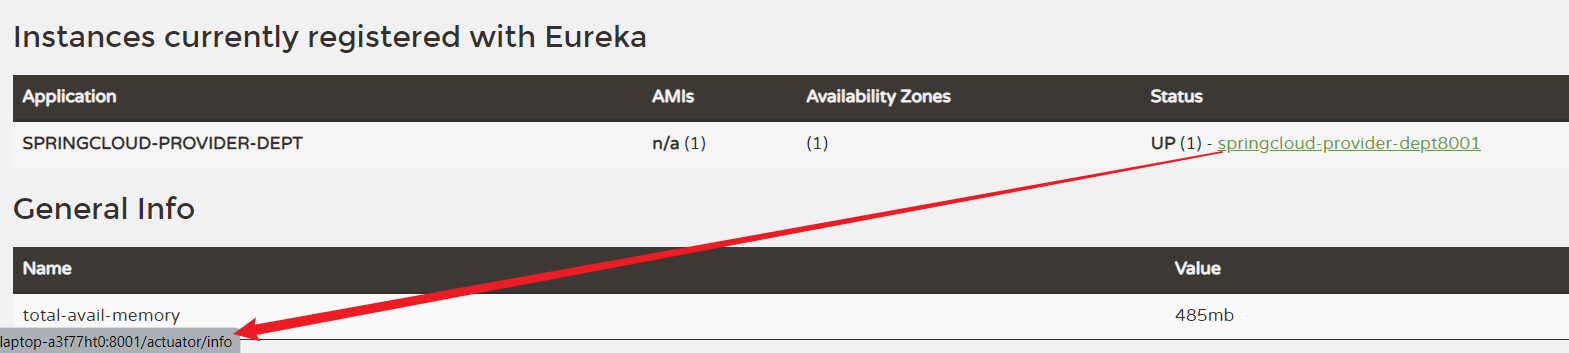 Instances currently registered with Eureka
Application AMIs Availability Zones Status
SPRINGCLOUD-PROVIDER-DEPT n/a (1) (1) UP (1) - springcloud-provider-dept8001
General Info
Name Value
total-avail-memory 485mb
laptop-a3f77ht0:8001/actuator/info